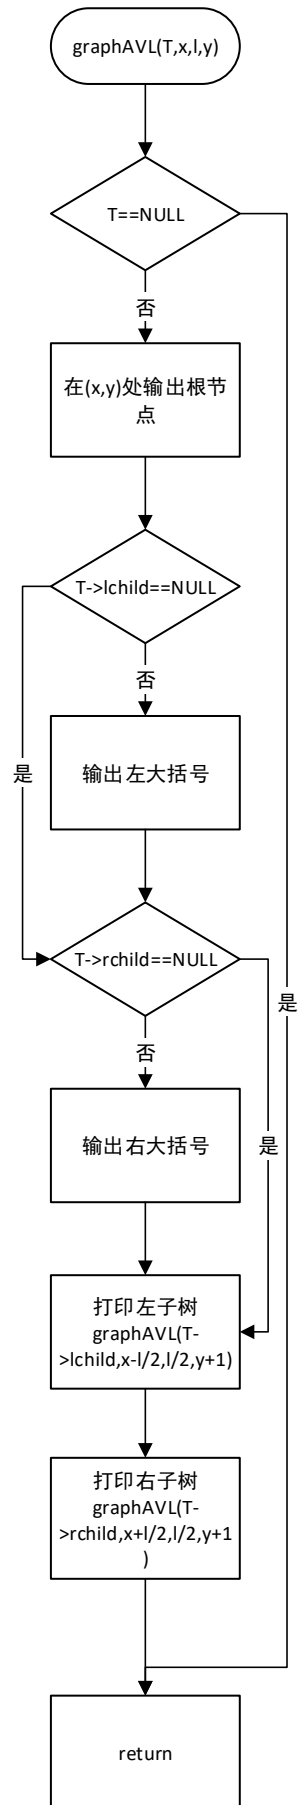 graphAVL(T,x,l,y)
T==NULL
否
在(x,y)处输出根节
点
T->lchild==NULL
否
是
输出左大括号
T->rchild==NULL
是
否
输出右大括号
是
打印左子树
graphAVL(T-
>lchild,x-l/2,l/2,y+1)
打印右子树
graphAVL(T-
>rchild,x+l/2,l/2,y+1
)
return